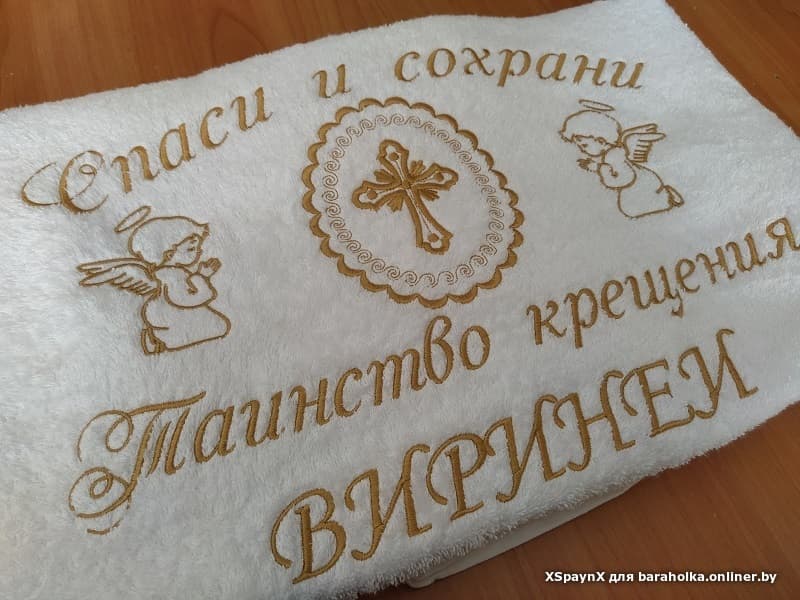 Спаси и сохрани
Таинство крещения
ВИРИНЕИ
XSpaynX для baraholka.onliner.by